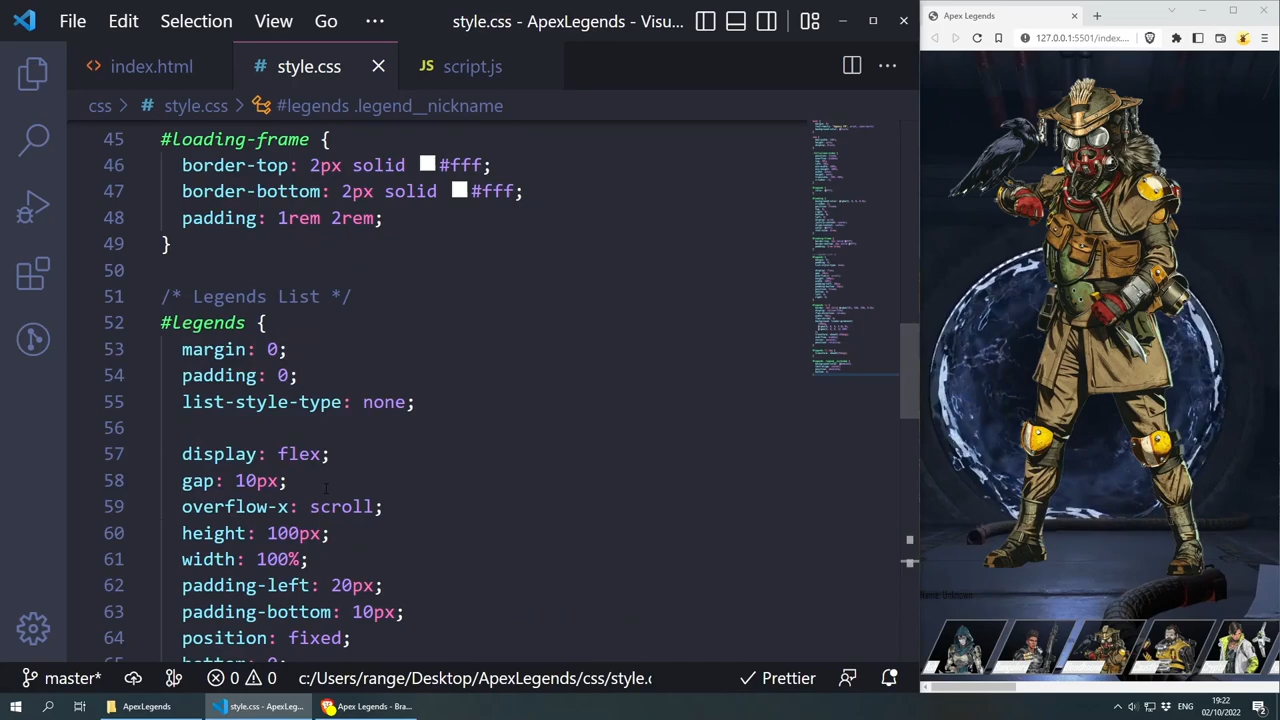 File Edit Selection View Go ··· style.css - ApexLegends - Visu...
<> index.html # style.css × JS script.js ···
css > # style.css > #legends .legend__nickname
45 #loading-frame {
46 border-top: 2px solid #fff;
47 border-bottom: 2px solid #fff;
48 padding: 1rem 2rem;
49 }
50
51 /* Legends List */
52 #legends {
53 margin: 0;
54 padding: 0;
55 list-style-type: none;
56
57 display: flex;
58 gap: 10px;
59 overflow-x: scroll;
60 height: 100px;
61 width: 100%;
62 padding-left: 20px;
63 padding-bottom: 10px;
64 position: fixed;
master* 0 0 C:/Users/range/Desktop/ApexLegends/css/style.c Prettier
Apex Legends
127.0.0.1:5501/index....
Name: Unknown
ApexLegends style.css - ApexLeg... Apex Legends - Bra... ENG 19:22 02/10/2022 2